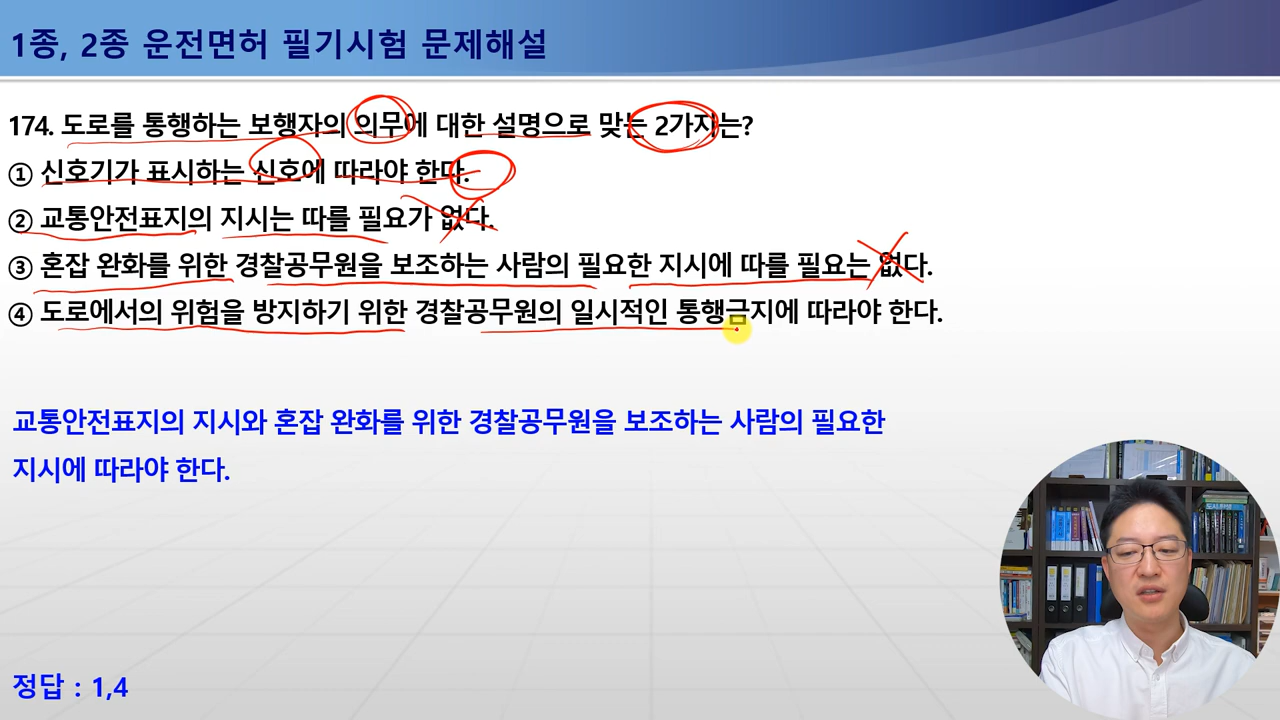 1종, 2종 운전면허 필기시험 문제해설
174. 도로를 통행하는 보행자의 의무에 대한 설명으로 맞는 2가지는?
① 신호기가 표시하는 신호에 따라야 한다.
② 교통안전표지의 지시는 따를 필요가 없다.
③ 혼잡 완화를 위한 경찰공무원을 보조하는 사람의 필요한 지시에 따를 필요는 없다.
④ 도로에서의 위험을 방지하기 위한 경찰공무원의 일시적인 통행금지에 따라야 한다.
교통안전표지의 지시와 혼잡 완화를 위한 경찰공무원을 보조하는 사람의 필요한
지시에 따라야 한다.
정답 : 1,4